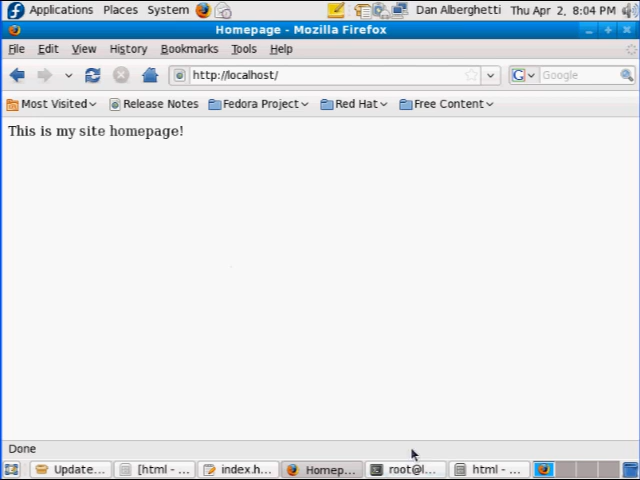 Applications Places System Dan Alberghetti Thu Apr 2, 8:04 PM
Homepage - Mozilla Firefox
File Edit View History Bookmarks Tools Help
http://localhost/ G Google
Most Visited Release Notes Fedora Project Red Hat Free Content
This is my site homepage!
Done
Update... [html - ... index.h... Homep... root@l... html - ...